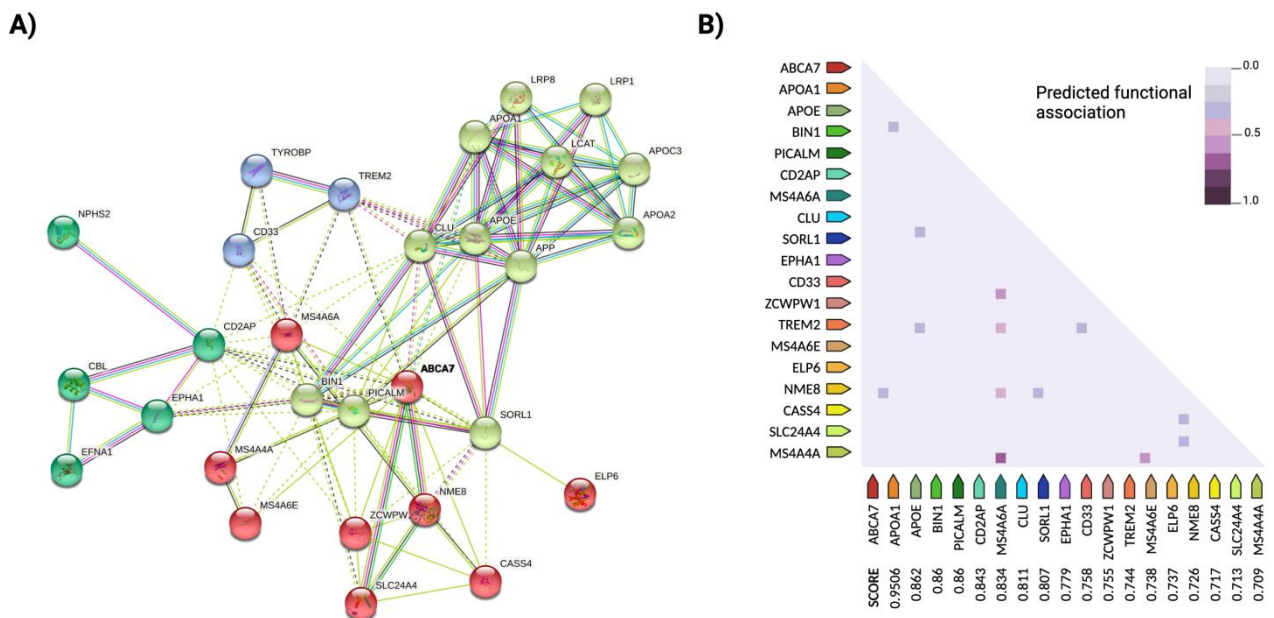 A)
B)
LRP8
LRP1
APOA1
LCAT
APOC3
TYROBP
TREM2
NPHS2
CD33
CLU
APOE
APOA2
APP
CD2AP
MS4A6A
CBL
ABCA7
BIN1
PICALM
EPHA1
SORL1
EFNA1
MS4A4A
ELP6
MS4A6E
NME8
ZCWPW
CASS4
SLC24A4
ABCA7
APOA1
APOE
BIN1
PICALM
CD2AP
MS4A6A
CLU
SORL1
EPHA1
CD33
ZCWPW1
TREM2
MS4A6E
ELP6
NME8
CASS4
SLC24A4
MS4A4A
Predicted functional
association
0.0
0.5
1.0
ABCA7
APOA1
APOE
BIN1
PICALM
CD2AP
MS4A6A
CLU
SORL1
EPHA1
CD33
ZCWPW1
TREM2
MS4A6E
ELP6
NME8
CASS4
SLC24A4
MS4A4A
SCORE
0.9506
0.862
0.86
0.86
0.843
0.834
0.811
0.807
0.779
0.758
0.755
0.744
0.738
0.737
0.726
0.717
0.713
0.709